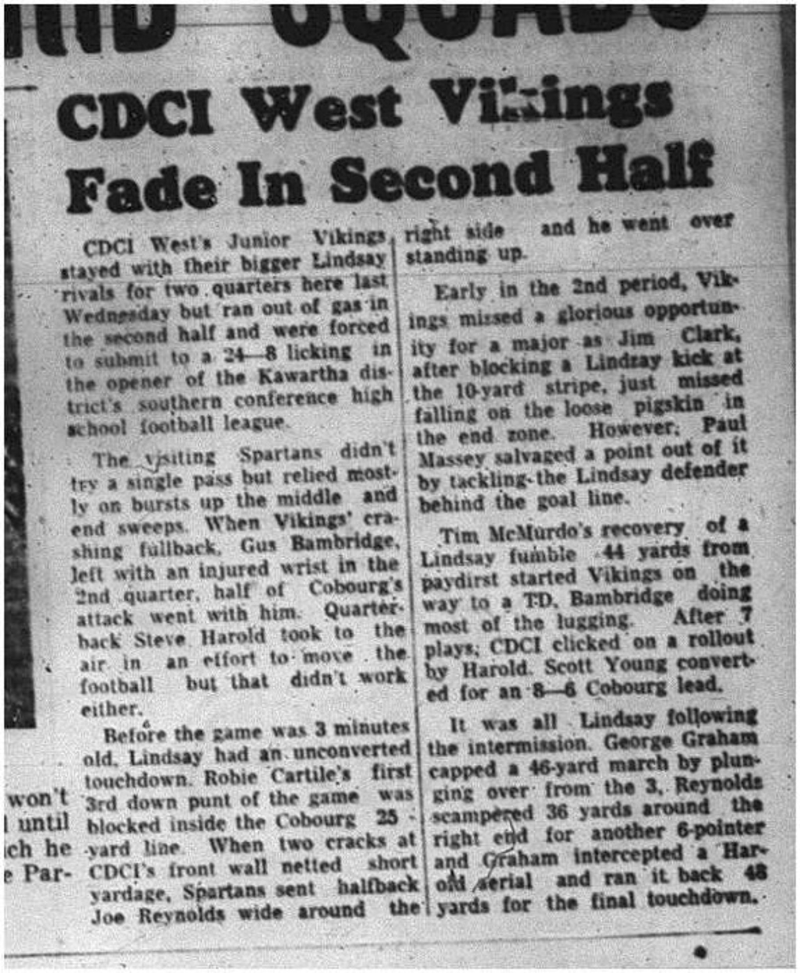 SQUADS
CDCI West Vikings
Fade In Second Half
CDCI West's Junior Vikings
stayed with their bigger Lindsay
rivals for two quarters here last
Wednesday but ran out of gas in
the second half and were forced
to submit to a 24—8 licking in
the opener of the Kawartha dis-
trict's southern conference high
school football league.
The visiting Spartans didn't
try a single pass but relied most-
ly on bursts up the middle and
end sweeps. When Vikings' cra-
shing fullback, Gus Bambridge,
left with an injured wrist in the
2nd quarter, half of Cobourg's
attack went with him. Quarter-
back Steve Harold took to the
air in an effort to move the
football but that didn't work
either.
Before the game was 3 minutes
old, Lindsay had an unconverted
touchdown. Robie Cartile's first
3rd down punt of the game was
blocked inside the Cobourg 25 -
yard line. When two cracks at
CDCI's front wall netted short
yardage, Spartans sent halfback
Joe Reynolds wide around the
right side and he went over
standing up.
Early in the 2nd period, Vik-
ings missed a glorious opportun-
ity for a major as Jim Clark,
after blocking a Lindzay kick at
the 10-yard stripe, just missed
falling on the loose pigskin in
the end zone. However, Paul
Massey salvaged a point out of it
by tackling the Lindsay defender
behind the goal line.
Tim McMurdo's recovery of a
Lindsay fumble 44 yards from
paydirst started Vikings on the
way to a TD, Bambridge doing
most of the lugging. After 7
plays, CDCI clicked on a rollout
by Harold. Scott Young convert-
ed for an 8—6 Cobourg lead.
It was all Lindsay following
the intermission. George Graham
capped a 46-yard march by plun-
ging over from the 3, Reynolds
scampered 36 yards around the
right end for another 6-pointer
and Graham intercepted a Har-
old aerial and ran it back 48
yards for the final touchdown.
won't
until
ch he
Par-